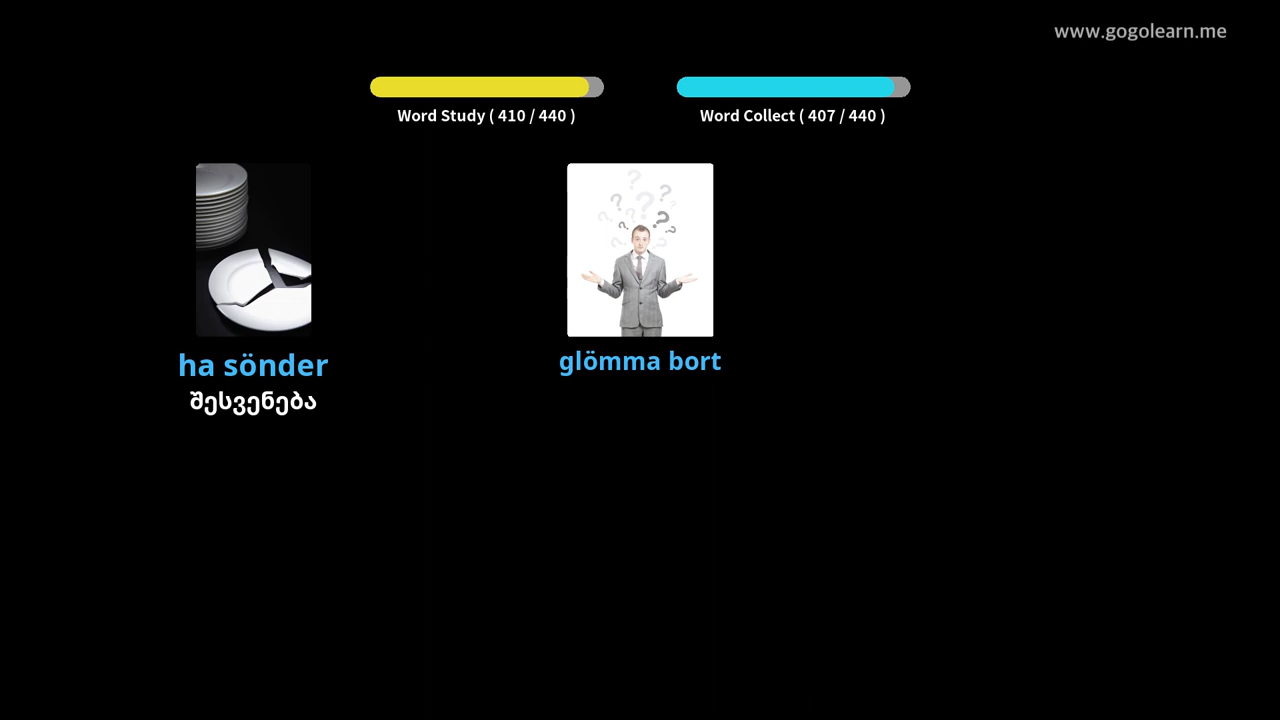 www.gogolearn.me
Word Study ( 410 / 440 )
Word Collect ( 407 / 440 )
ha sönder
შესვენება
glömma bort